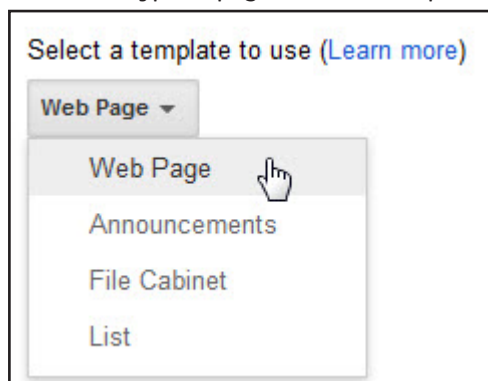 Select a template to use (Learn more)
Web Page
Web Page
Announcements
File Cabinet
List